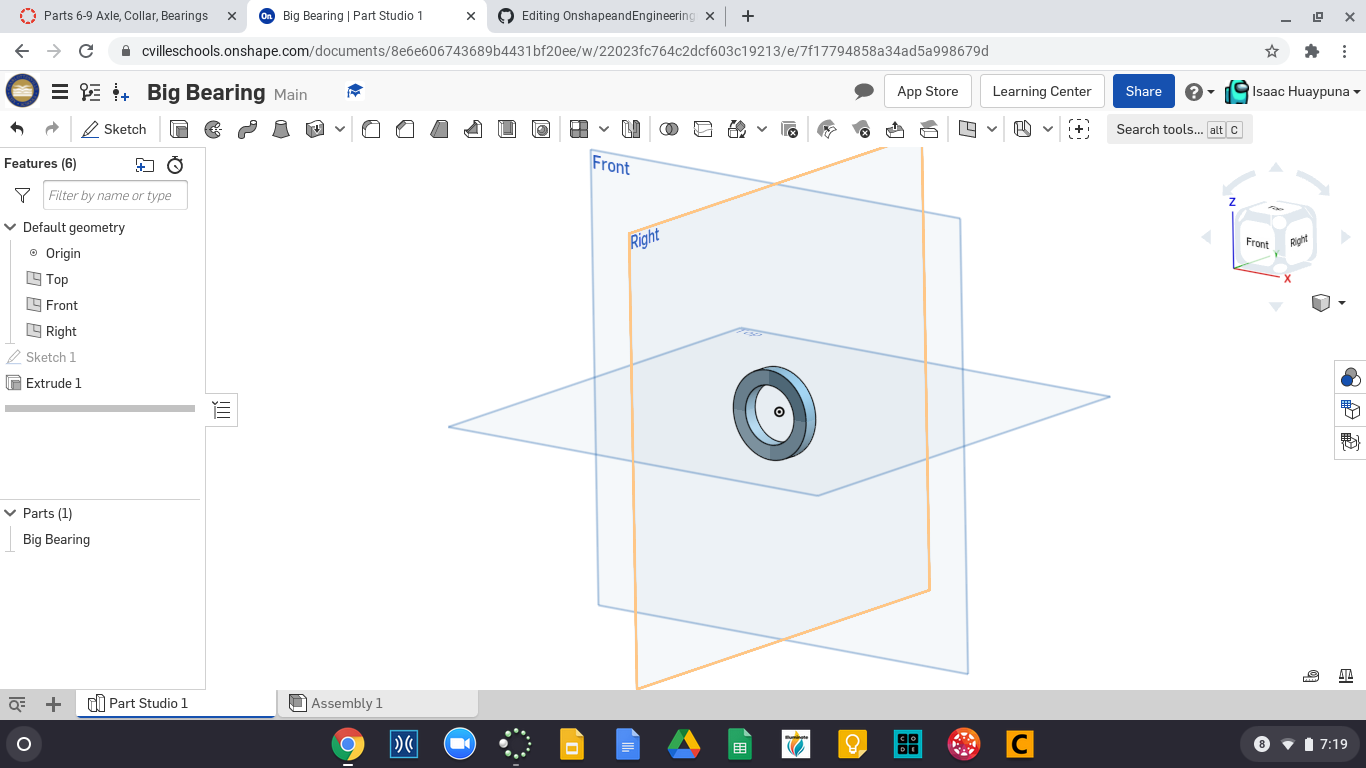 Parts 6-9 Axle, Collar, Bearings
Big Bearing | Part Studio 1
Editing OnshapeandEngineering
cvilleschools.onshape.com/documents/8e6e606743689b4431bf20ee/w/22023fc764c2dcf603c19213/e/7f17794858a34ad5a998679d
Big Bearing Main
App Store
Learning Center
Share
Isaac Huaypuna
Sketch
Search tools... alt C
Features (6)
Filter by name or type
Default geometry
Origin
Top
Front
Right
Sketch 1
Extrude 1
Parts (1)
Big Bearing
Front
Right
Top
Z
Top
Front
Right
Y
X
Part Studio 1
Assembly 1
8
7:19